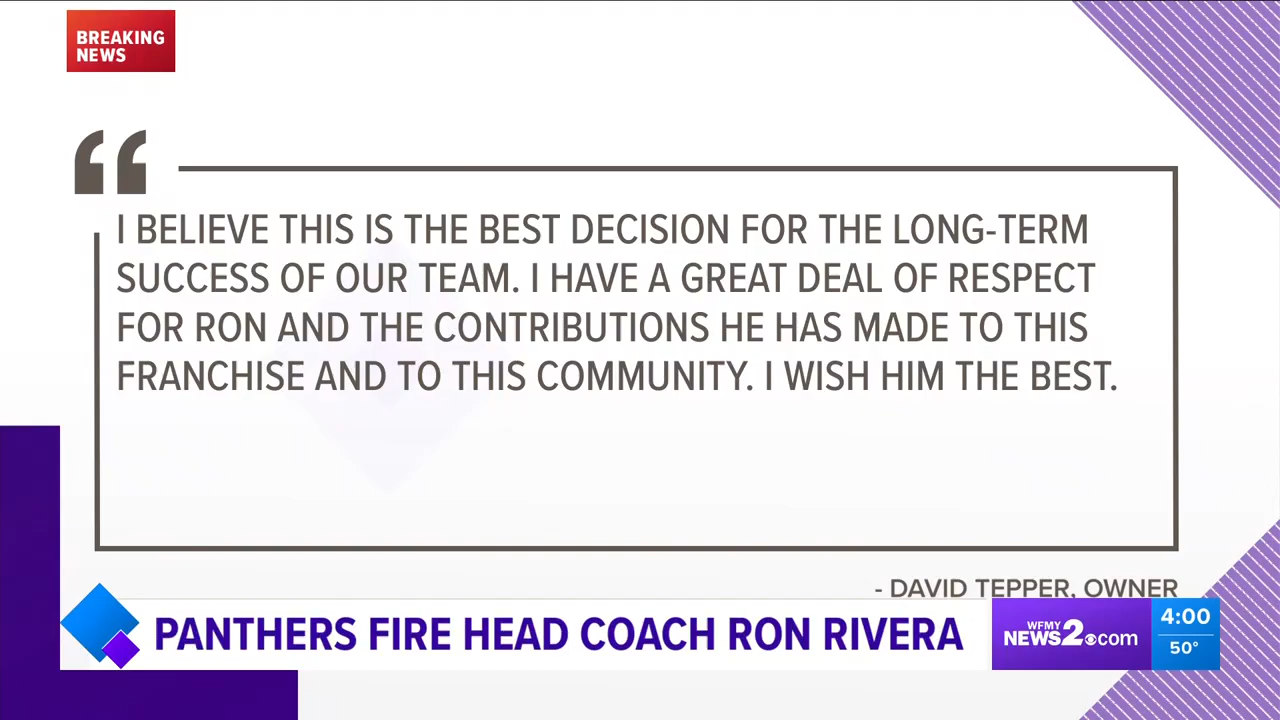 BREAKING
NEWS
“
I BELIEVE THIS IS THE BEST DECISION FOR THE LONG-TERM
SUCCESS OF OUR TEAM. I HAVE A GREAT DEAL OF RESPECT
FOR RON AND THE CONTRIBUTIONS HE HAS MADE TO THIS
FRANCHISE AND TO THIS COMMUNITY. I WISH HIM THE BEST.
- DAVID TEPPER, OWNER
PANTHERS FIRE HEAD COACH RON RIVERA
WFMY
NEWS2.com
4:00
50°